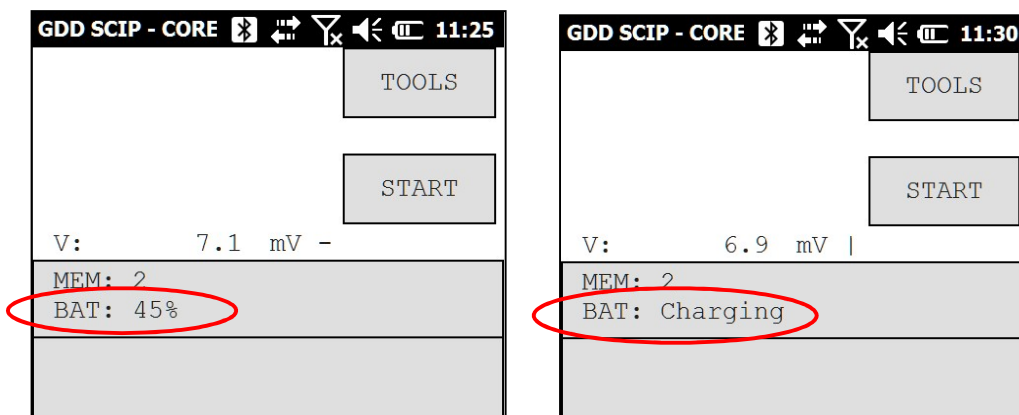 GDD SCIP - CORE 11:25
TOOLS
START
V: 7.1 mV -
MEM: 2
BAT: 45%
GDD SCIP - CORE 11:30
TOOLS
START
V: 6.9 mV |
MEM: 2
BAT: Charging